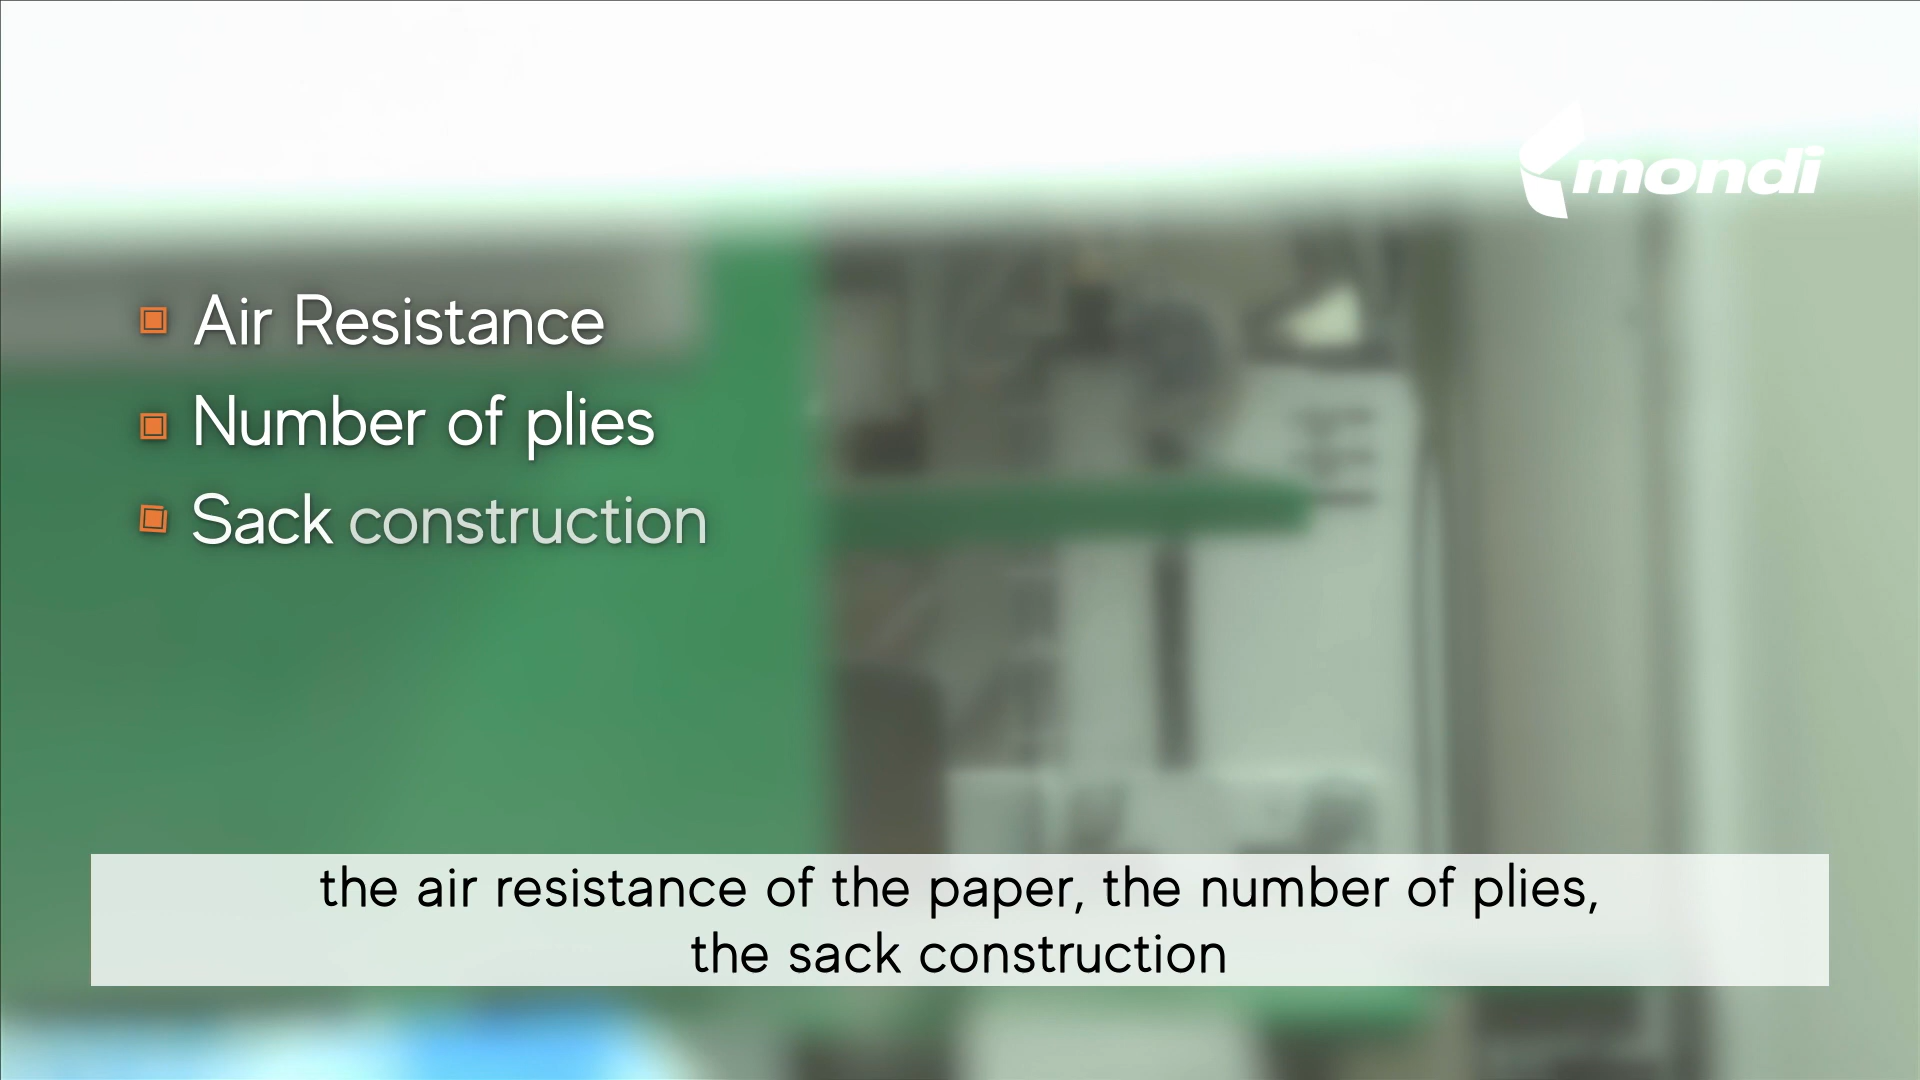 mondi
Air Resistance
Number of plies
Sack construction
the air resistance of the paper, the number of plies,
the sack construction